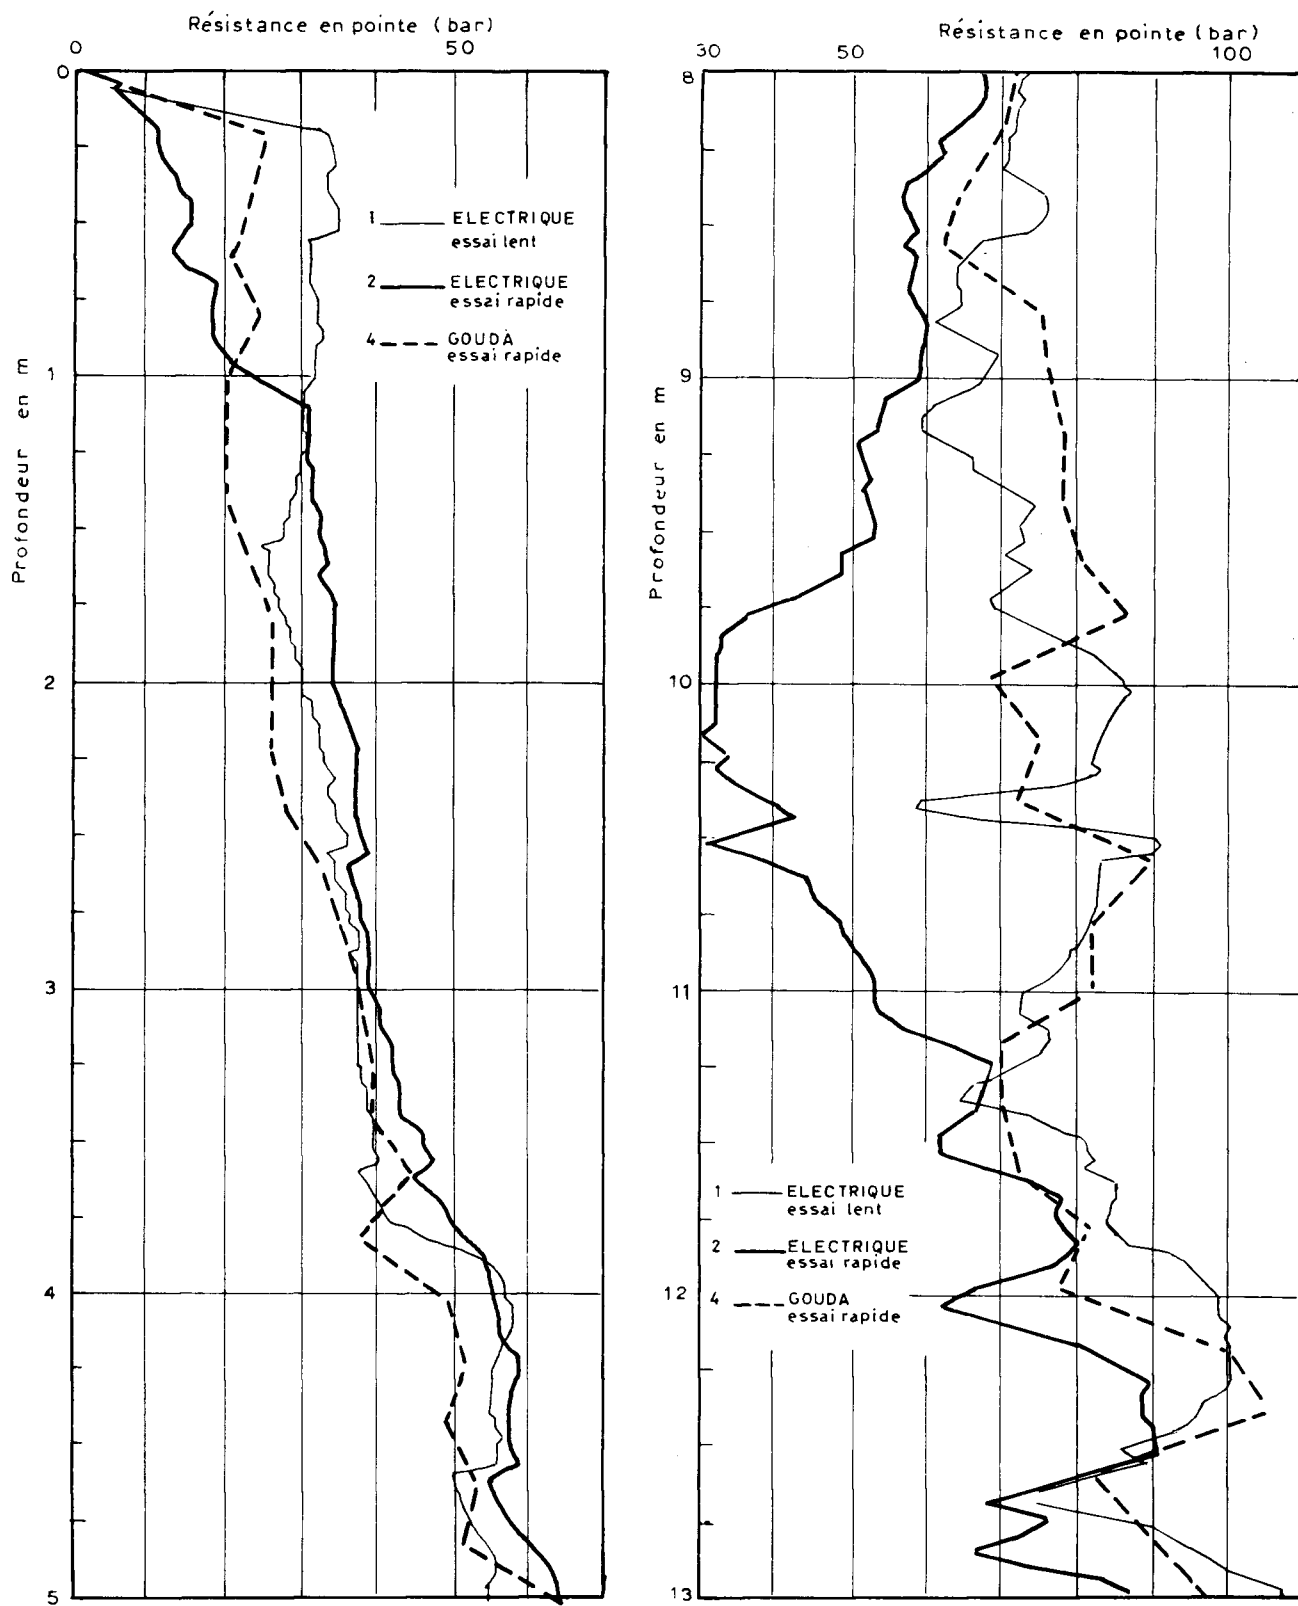 Résistance en pointe (bar)
0 50
0
1
2
3
4
5
Profondeur en m
1 ELECTRIQUE
essai lent
2 ELECTRIQUE
essai rapide
4 GOUDA
essai rapide
Résistance en pointe (bar)
30 50 100
8
9
10
11
12
13
Profondeur en m
1 ELECTRIQUE
essai lent
2 ELECTRIQUE
essai rapide
4 GOUDA
essai rapide